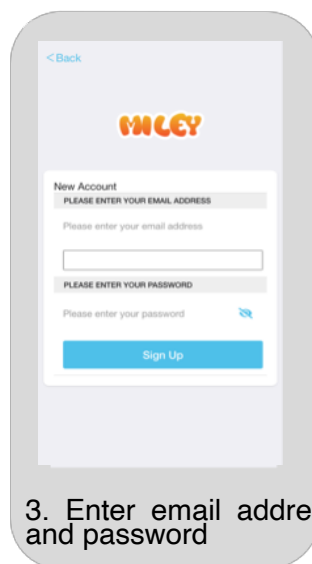 <Back
MILEY
New Account
PLEASE ENTER YOUR EMAIL ADDRESS
Please enter your email address
PLEASE ENTER YOUR PASSWORD
Please enter your password
Sign Up
3. Enter email addre
and password